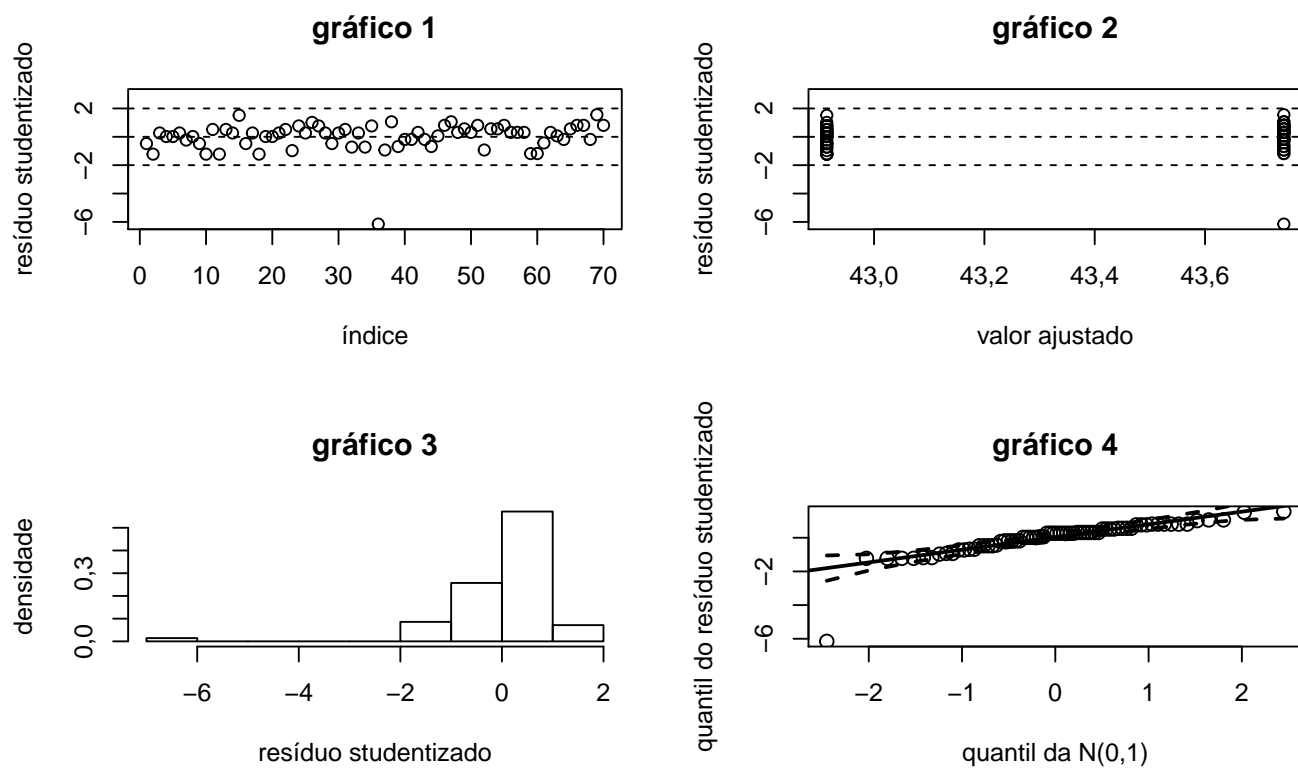 gráfico 1
resíduo studentizado
2
−2
−6
0 10 20 30 40 50 60 70
índice
gráfico 2
resíduo studentizado
2
−2
−6
43,0 43,2 43,4 43,6
valor ajustado
gráfico 3
densidade
0,3
0,0
−6 −4 −2 0 2
resíduo studentizado
gráfico 4
quantil do resíduo studentizado
−2
−6
−2 −1 0 1 2
quantil da N(0,1)